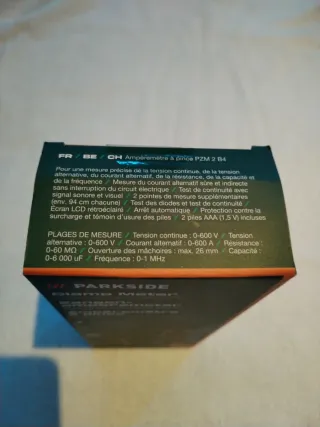 FR / BE / CH Ampèremètre à pince PZM 2 B4
Pour une mesure précise de la tension continue, de la tension
alternative, du courant alternatif, de la résistance, de la capacité et
de la fréquence / Mesure du courant alternatif sûre et indirecte
sans interruption du circuit électrique / Test de continuité avec
signal sonore et visuel / 2 pointes de mesure supplémentaires
(env. 94 cm chacune) / Test des diodes et test de continuité /
Écran LCD rétroéclairé / Arrêt automatique / Protection contre la
surcharge et témoin d'usure des piles / 2 piles AAA (1,5 V) incluses
PLAGES DE MESURE / Tension continue : 0-600 V / Tension
alternative : 0-600 V / Courant alternatif : 0-600 A / Résistance :
0-60 MΩ / Ouverture des mâchoires : max. 26 mm / Capacité :
0-6 000 uF / Fréquence : 0-1 MHz
PARKSIDE
Clamp Meter